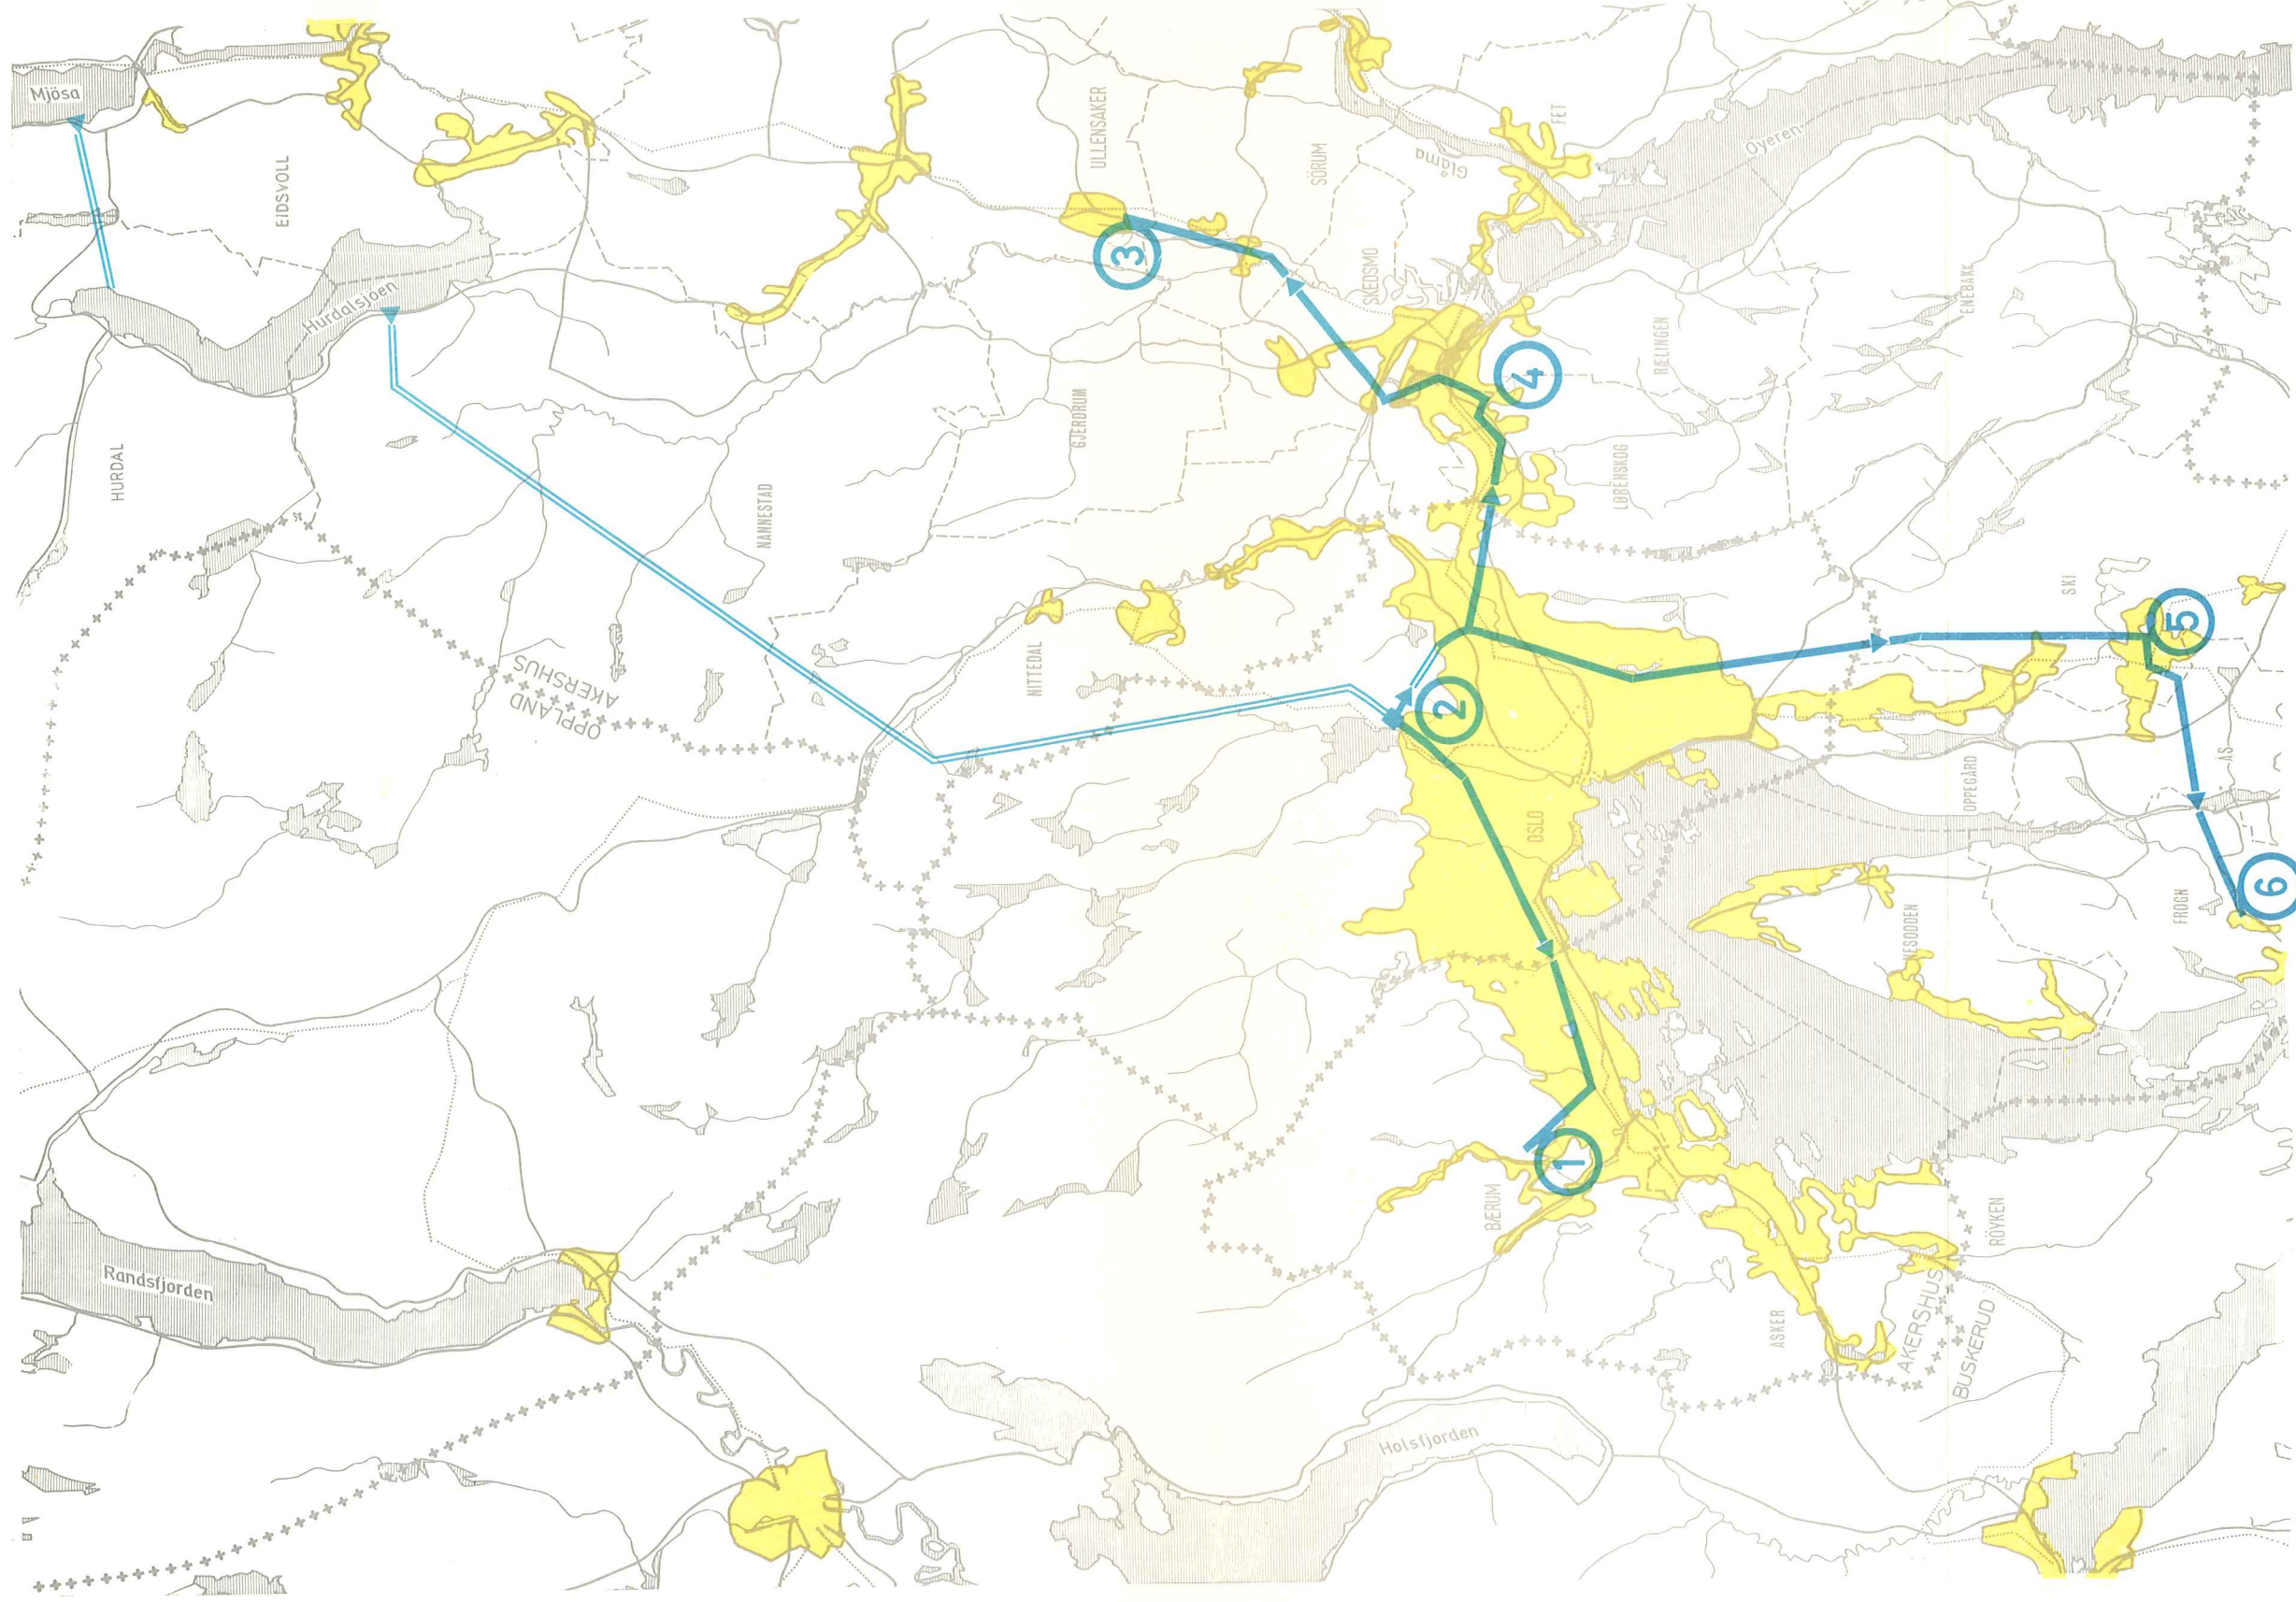 Mjösa
EIDSVOLL
Hurdalsjøen
HURDAL
ULLENSAKER
SÖRUM
Glåma
FET
Öyeren
SKEDSMO
GJERDRUM
NANNESTAD
RÆLINGEN
ENEBAKK
LØRENSKOG
NITTEDAL
SKI
AKERSHUS
OPPLAND
OSLO
OPPEGÅRD
ÅS
FROGN
NESODDEN
BÆRUM
RÖYKEN
ASKER
AKERSHUS
BUSKERUD
Randsfjorden
Holsfjorden
1
2
3
4
5
6